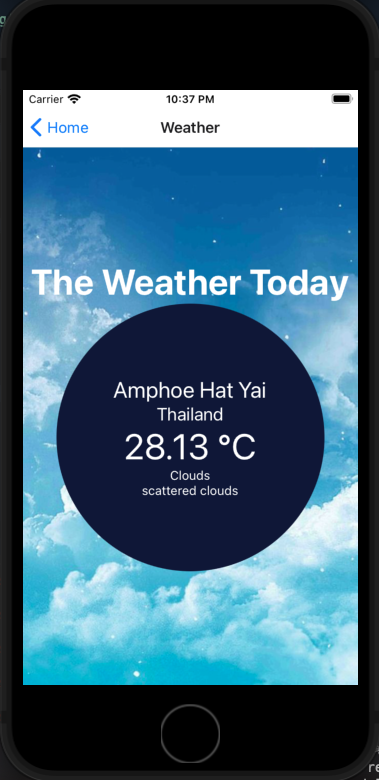 Carrier 10:37 PM
Home Weather
The Weather Today
Amphoe Hat Yai
Thailand
28.13 °C
Clouds
scattered clouds